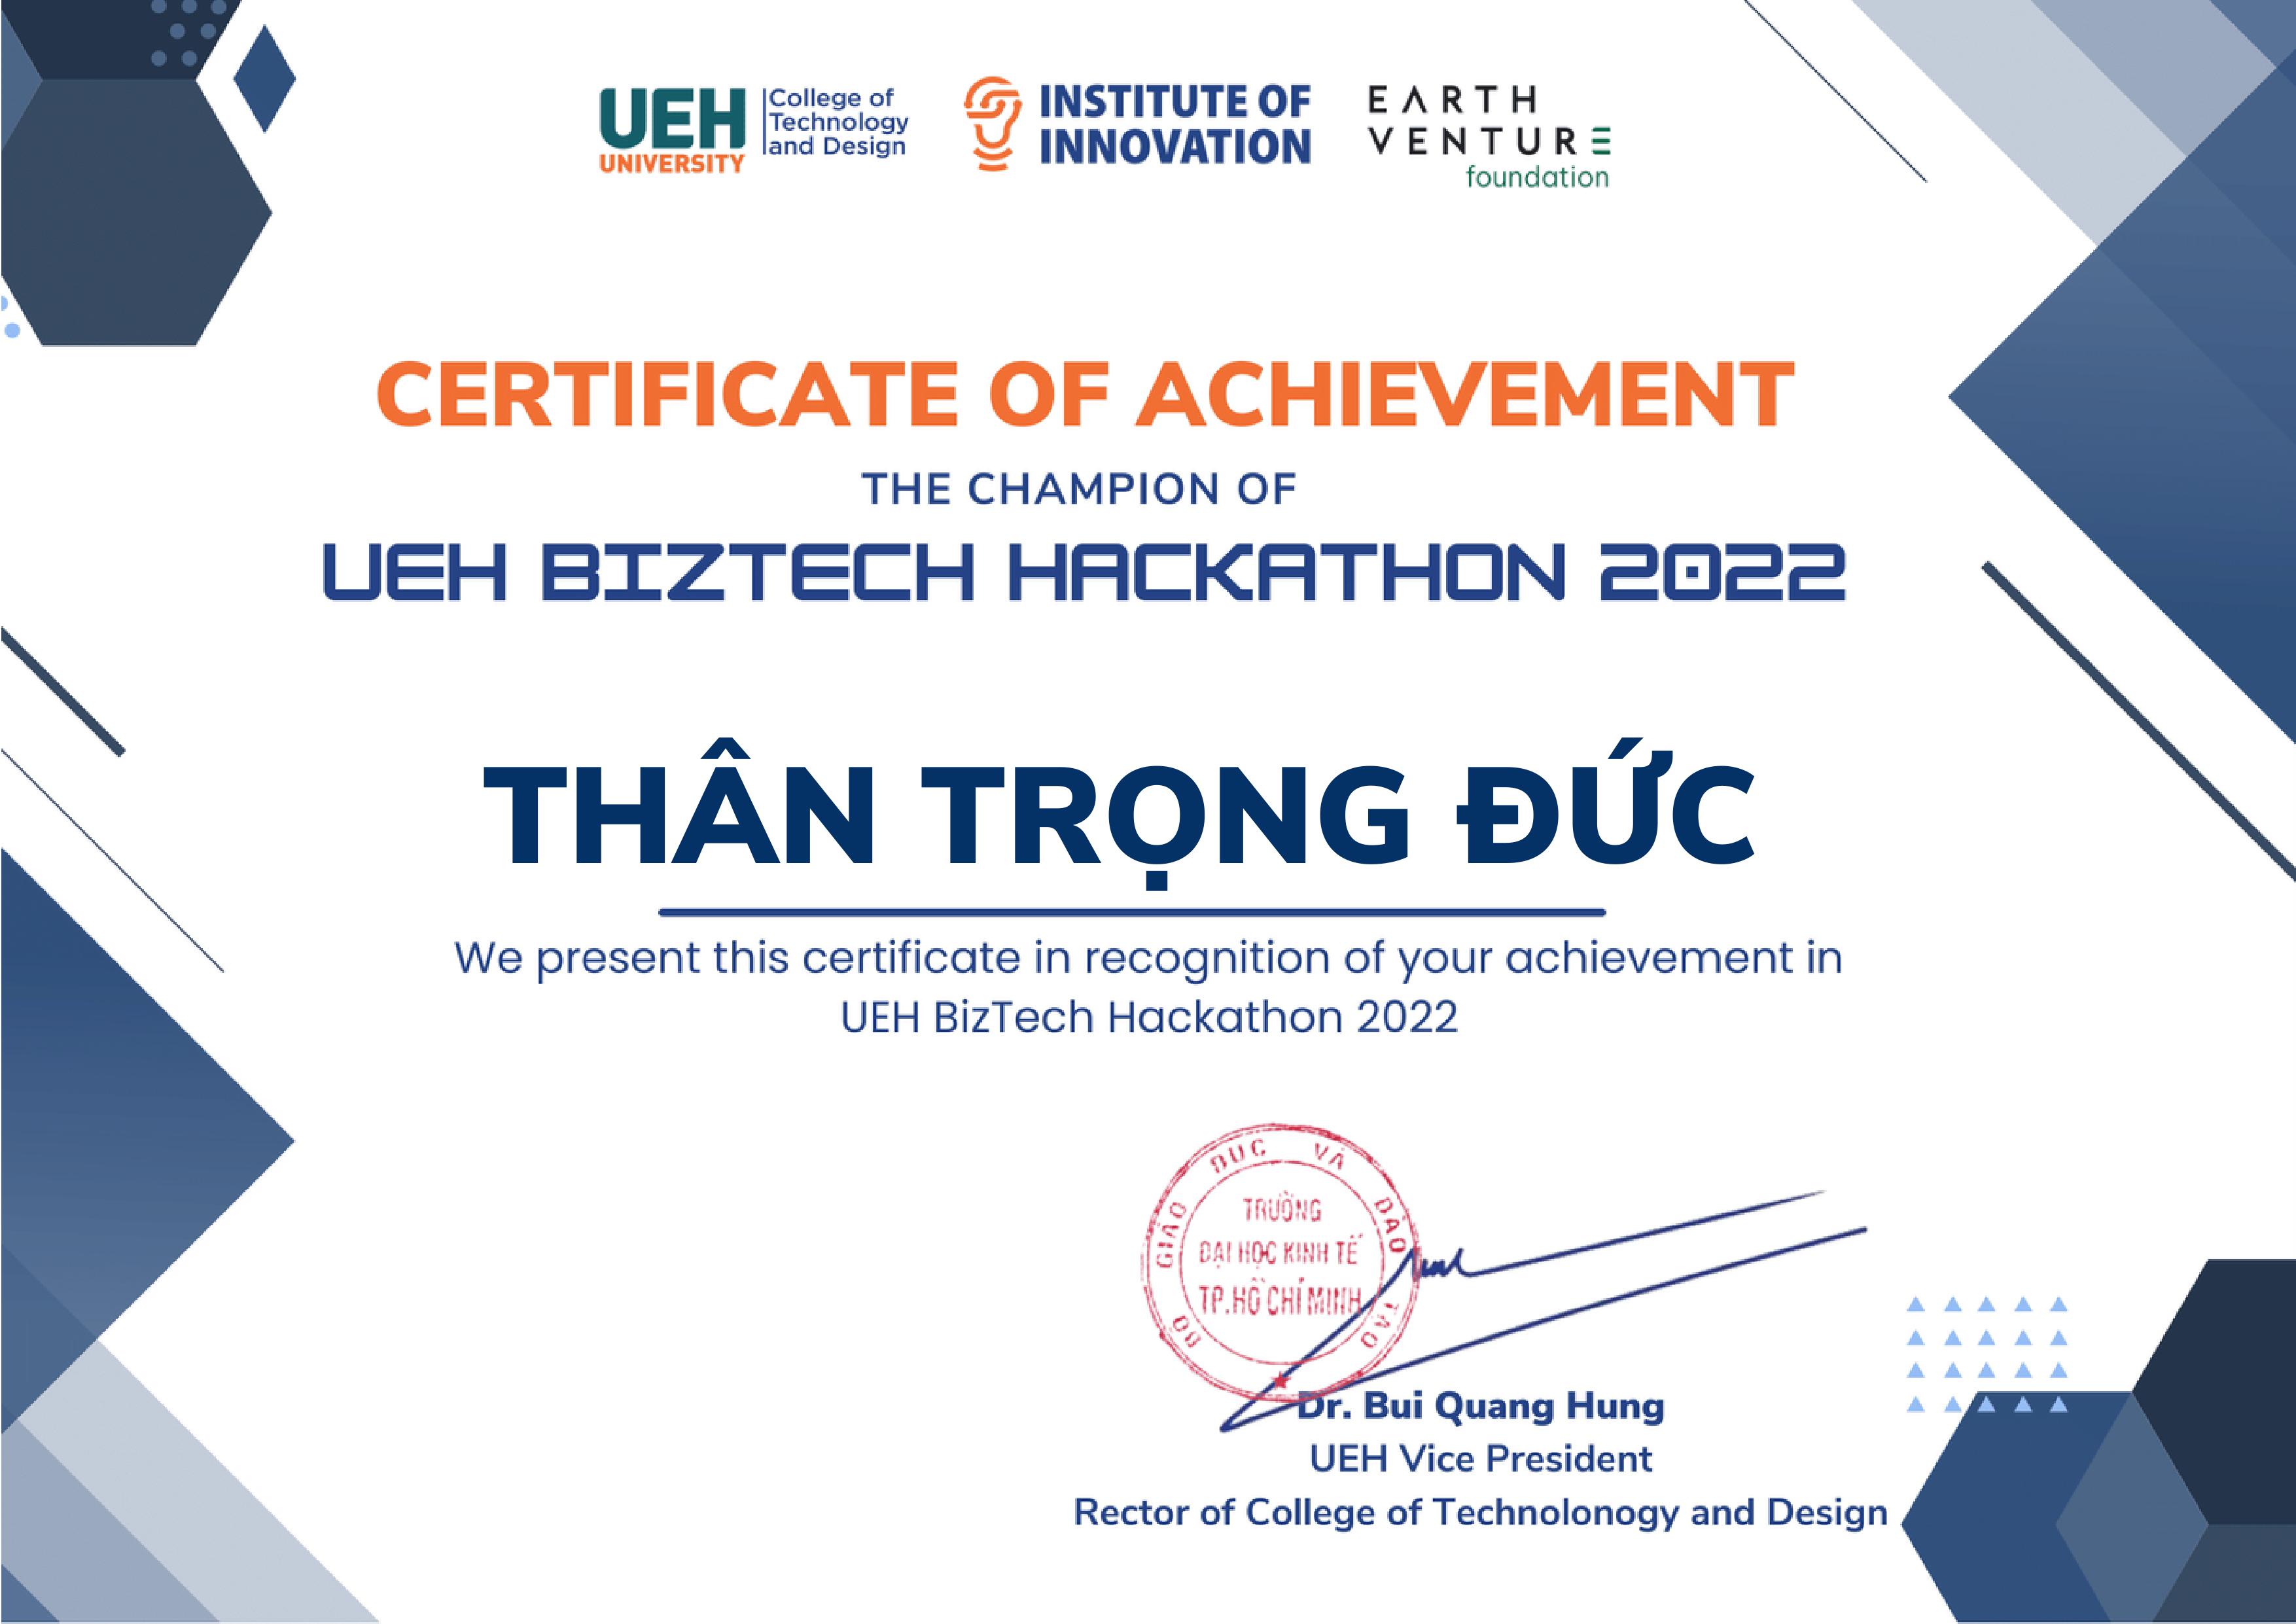 UEH
UNIVERSITY
College of
Technology
and Design
INSTITUTE OF
INNOVATION
EARTH
VENTURE
foundation
CERTIFICATE OF ACHIEVEMENT
THE CHAMPION OF
UEH BIZTECH HACKATHON 2022
THÂN TRỌNG ĐỨC
We present this certificate in recognition of your achievement in
UEH BizTech Hackathon 2022
BỘ GIÁO DỤC VÀ ĐÀO TẠO
TRƯỜNG
ĐẠI HỌC KINH TẾ
TP.HỒ CHÍ MINH
Dr. Bui Quang Hung
UEH Vice President
Rector of College of Technolonogy and Design